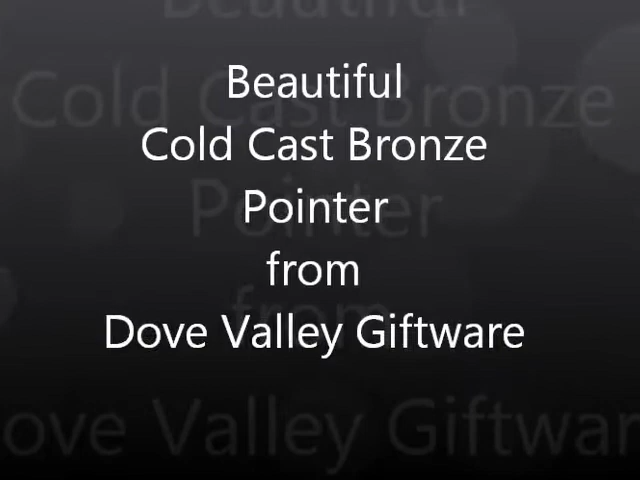 Beautiful
Cold Cast Bronze
Pointer
from
Dove Valley Giftware